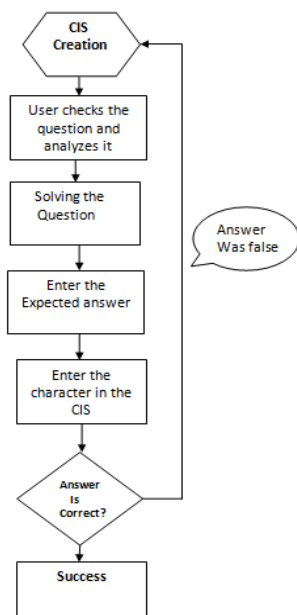 CIS
Creation
User checks the
question and
analyzes it
Solving the
Question
Answer
Was false
Enter the
Expected answer
Enter the
character in the
CIS
Answer
Is
Correct?
Success